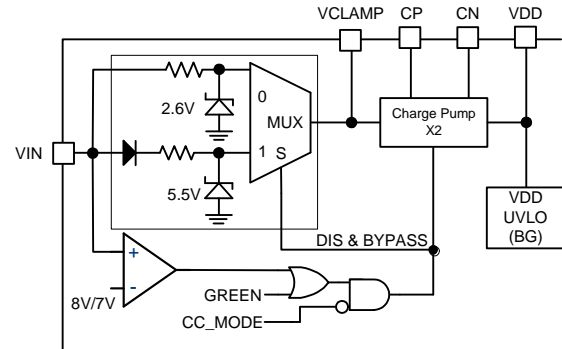 VCLAMP CP CN VDD
0
2.6V
MUX
Charge Pump
X2
VIN
1 S
5.5V
VDD
UVLO
(BG)
DIS & BYPASS
+
-
8V/7V
GREEN
CC_MODE